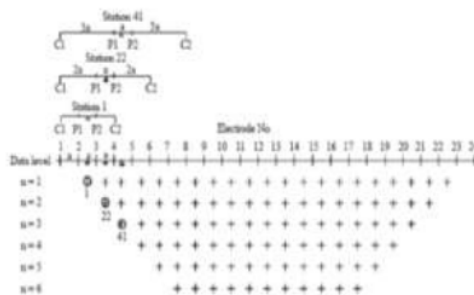 Station 41
3a a 3a
C1 P1 P2 C2
Station 22
2a a 2a
C1 P1 P2 C2
Station 1
C1 P1 P2 C2
Electrode No
Data level
1 2 3 4 5 6 7 8 9 10 11 12 13 14 15 16 17 18 19 20 21 22 23 24
n = 1
1
n = 2
22
n = 3
41
n = 4
n = 5
n = 6